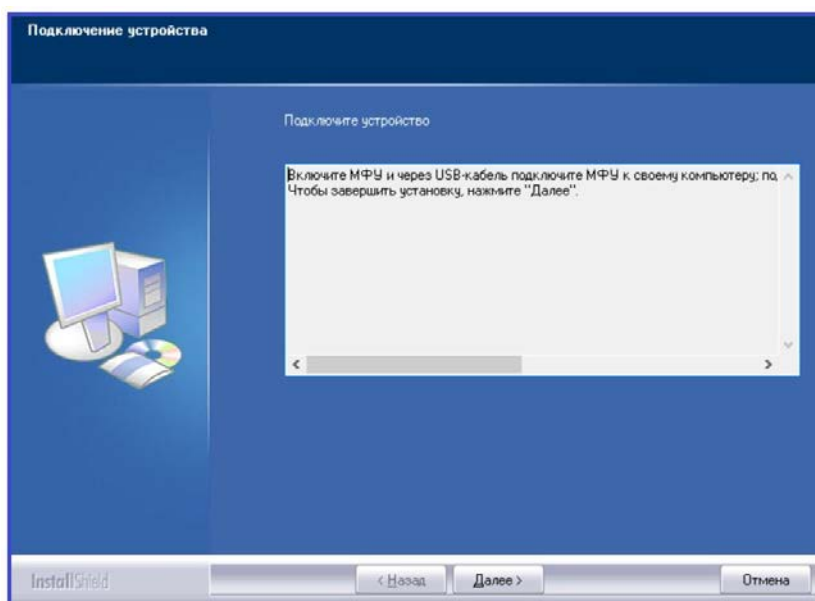 Подключение устройства
Подключите устройство
Включите МФУ и через USB-кабель подключите МФУ к своему компьютеру; по,
Чтобы завершить установку, нажмите "Далее".
InstallShield
< Назад
Далее >
Отмена